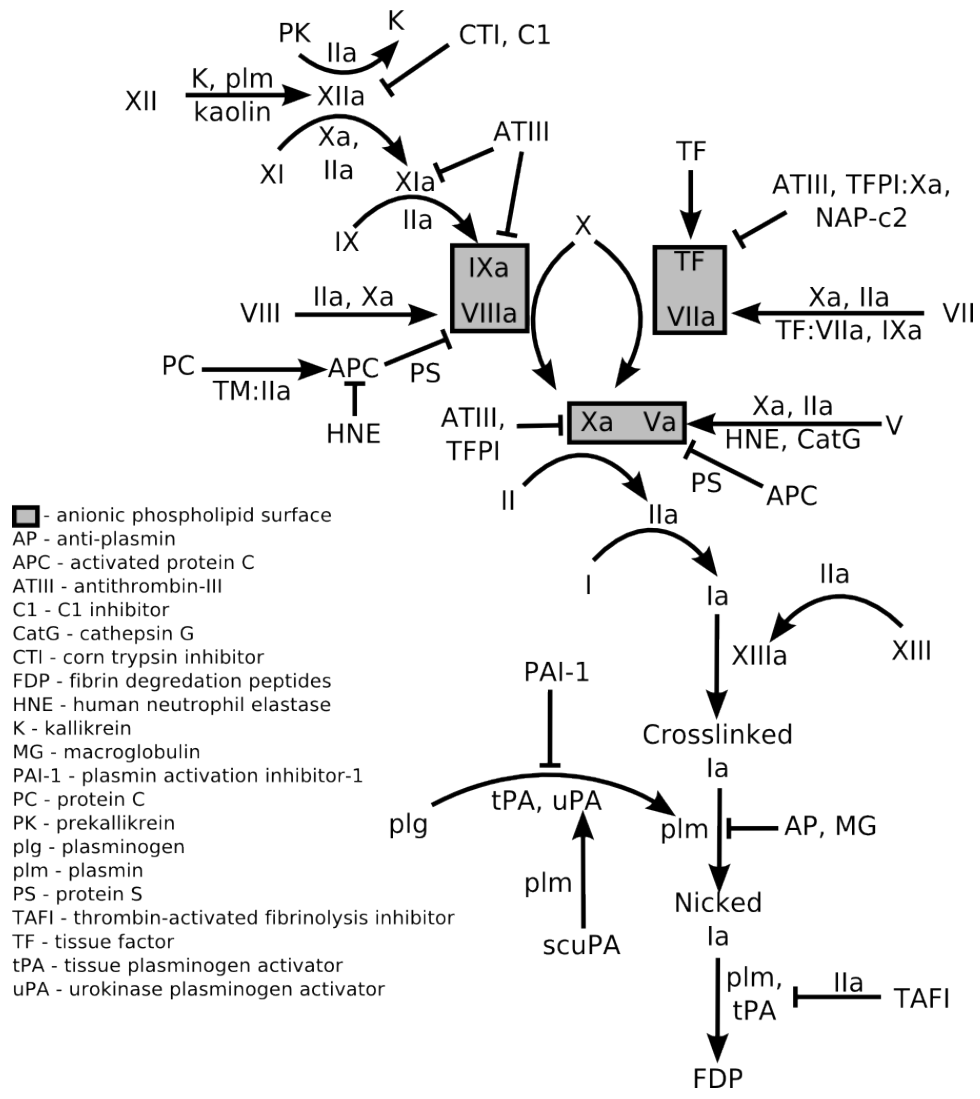 PK
K
IIa
CTI, C1
XII
K, plm
kaolin
XIIa
Xa,
IIa
XI
ATIII
XIa
IIa
IX
X
TF
ATIII, TFPI:Xa,
NAP-c2
IXa
VIIIa
TF
VIIa
VIII
IIa, Xa
Xa, IIa
TF:VIIa, IXa
VII
PC
TM:IIa
APC
PS
HNE
ATIII,
TFPI
Xa Va
Xa, IIa
HNE, CatG
V
PS
APC
II
IIa
I
Ia
IIa
XIIIa
XIII
PAI-1
Crosslinked
Ia
plg
tPA, uPA
plm
AP, MG
plm
scuPA
Nicked
Ia
plm,
tPA
IIa
TAFI
FDP
- anionic phospholipid surface
AP - anti-plasmin
APC - activated protein C
ATIII - antithrombin-III
C1 - C1 inhibitor
CatG - cathepsin G
CTI - corn trypsin inhibitor
FDP - fibrin degredation peptides
HNE - human neutrophil elastase
K - kallikrein
MG - macroglobulin
PAI-1 - plasmin activation inhibitor-1
PC - protein C
PK - prekallikrein
plg - plasminogen
plm - plasmin
PS - protein S
TAFI - thrombin-activated fibrinolysis inhibitor
TF - tissue factor
tPA - tissue plasminogen activator
uPA - urokinase plasminogen activator